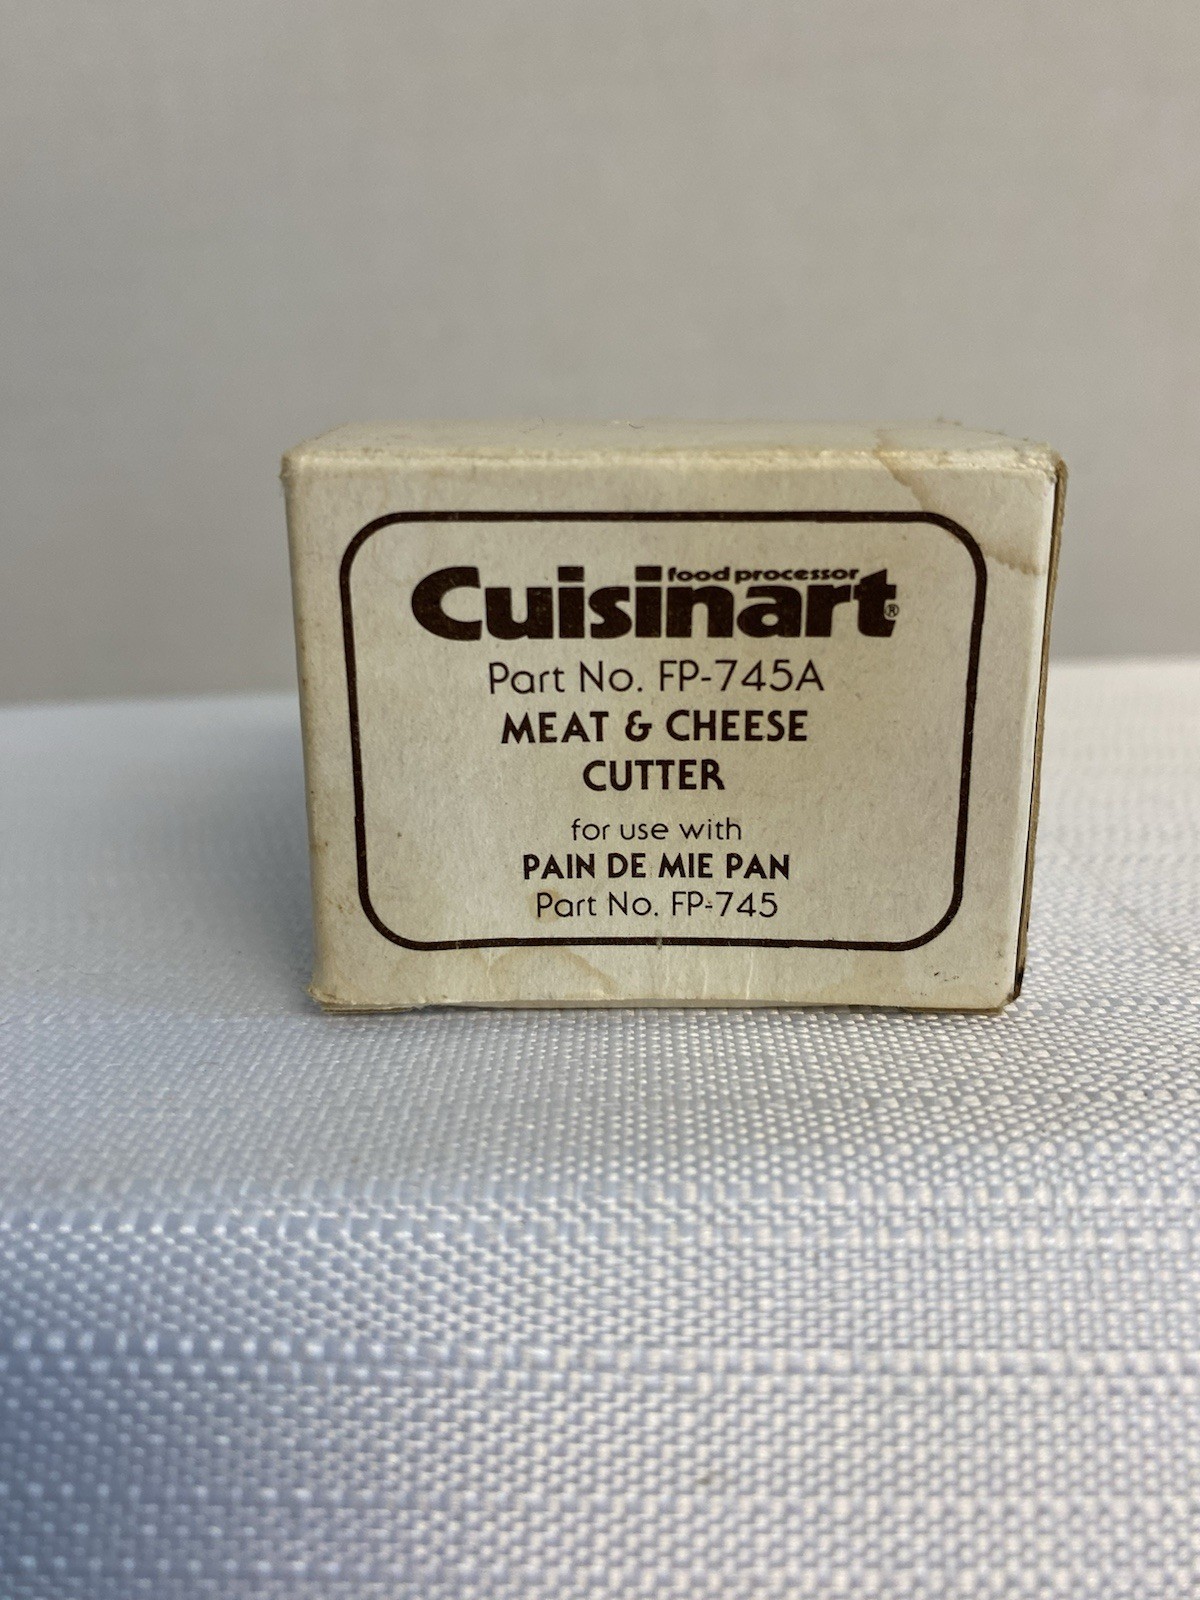 food processor
Cuisinart®
Part No. FP-745A
MEAT & CHEESE
CUTTER
for use with
PAIN DE MIE PAN
Part No. FP-745